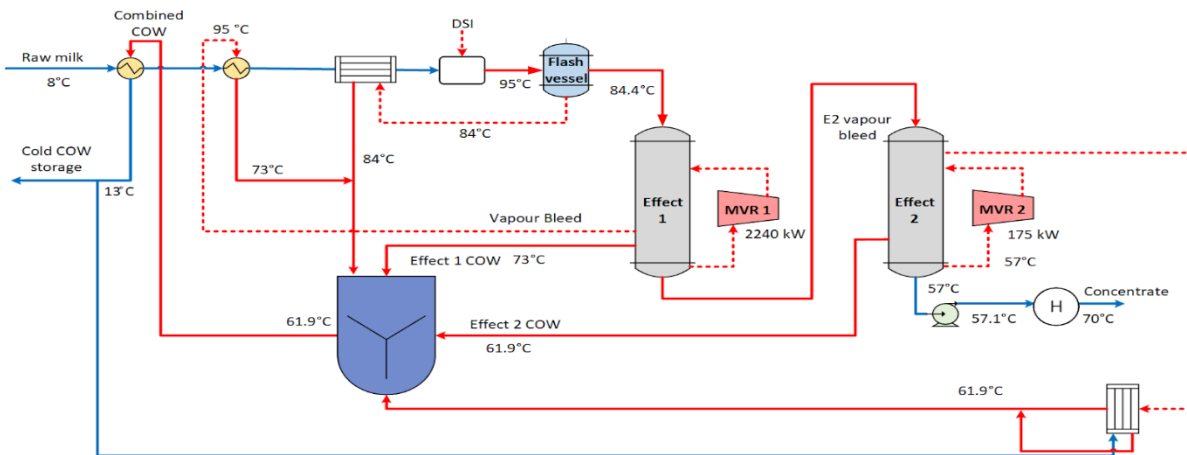 Combined
COW
95 °C
DSI
Raw milk
8°C
Flash
vessel
95°C
84.4°C
E2 vapour
bleed
84°C
Cold COW
storage
84°C
73°C
13°C
Effect
1
MVR 1
2240 kW
Effect
2
MVR 2
175 kW
Vapour Bleed
Effect 1 COW
73°C
57°C
57°C
Concentrate
H
57.1°C
70°C
61.9°C
Effect 2 COW
61.9°C
61.9°C